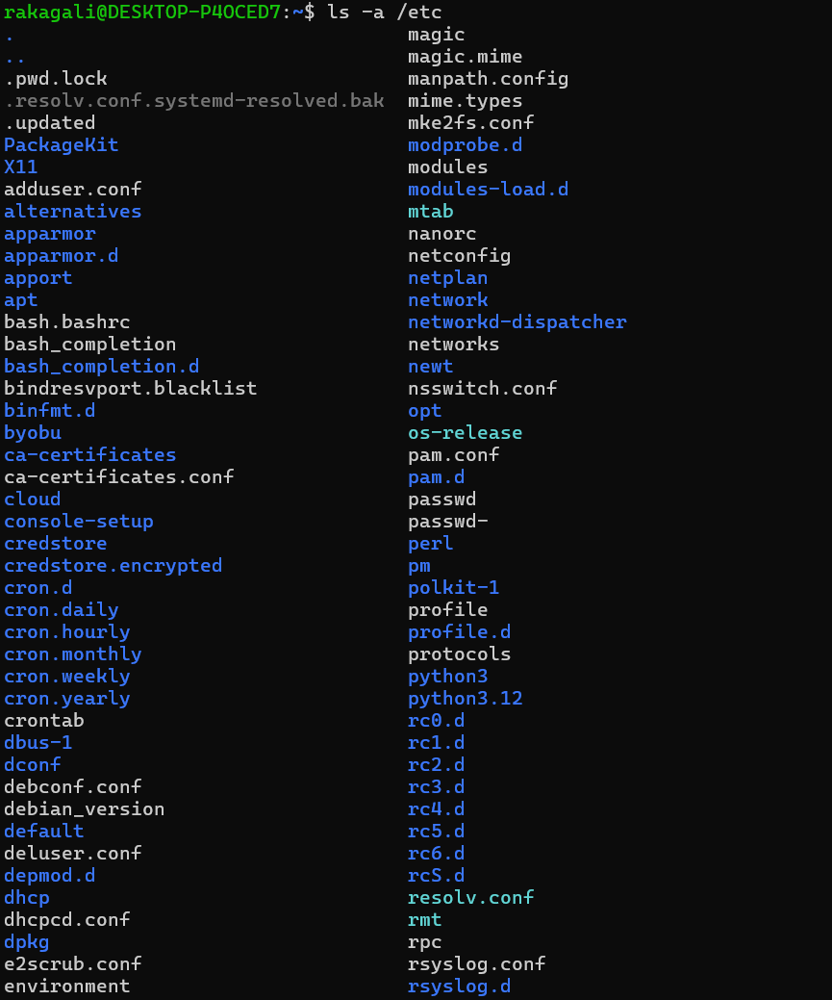 rakagali@DESKTOP-P4OCED7:~$ ls -a /etc
. magic
.. magic.mime
.pwd.lock manpath.config
.resolv.conf.systemd-resolved.bak mime.types
.updated mke2fs.conf
PackageKit modprobe.d
X11 modules
adduser.conf modules-load.d
alternatives mtab
apparmor nanorc
apparmor.d netconfig
apport netplan
apt network
bash.bashrc networkd-dispatcher
bash_completion networks
bash_completion.d newt
bindresvport.blacklist nsswitch.conf
binfmt.d opt
byobu os-release
ca-certificates pam.conf
ca-certificates.conf pam.d
cloud passwd
console-setup passwd-
credstore perl
credstore.encrypted pm
cron.d polkit-1
cron.daily profile
cron.hourly profile.d
cron.monthly protocols
cron.weekly python3
cron.yearly python3.12
crontab rc0.d
dbus-1 rc1.d
dconf rc2.d
debconf.conf rc3.d
debian_version rc4.d
default rc5.d
deluser.conf rc6.d
depmod.d rcS.d
dhcp resolv.conf
dhcpcd.conf rmt
dpkg rpc
e2scrub.conf rsyslog.conf
environment rsyslog.d